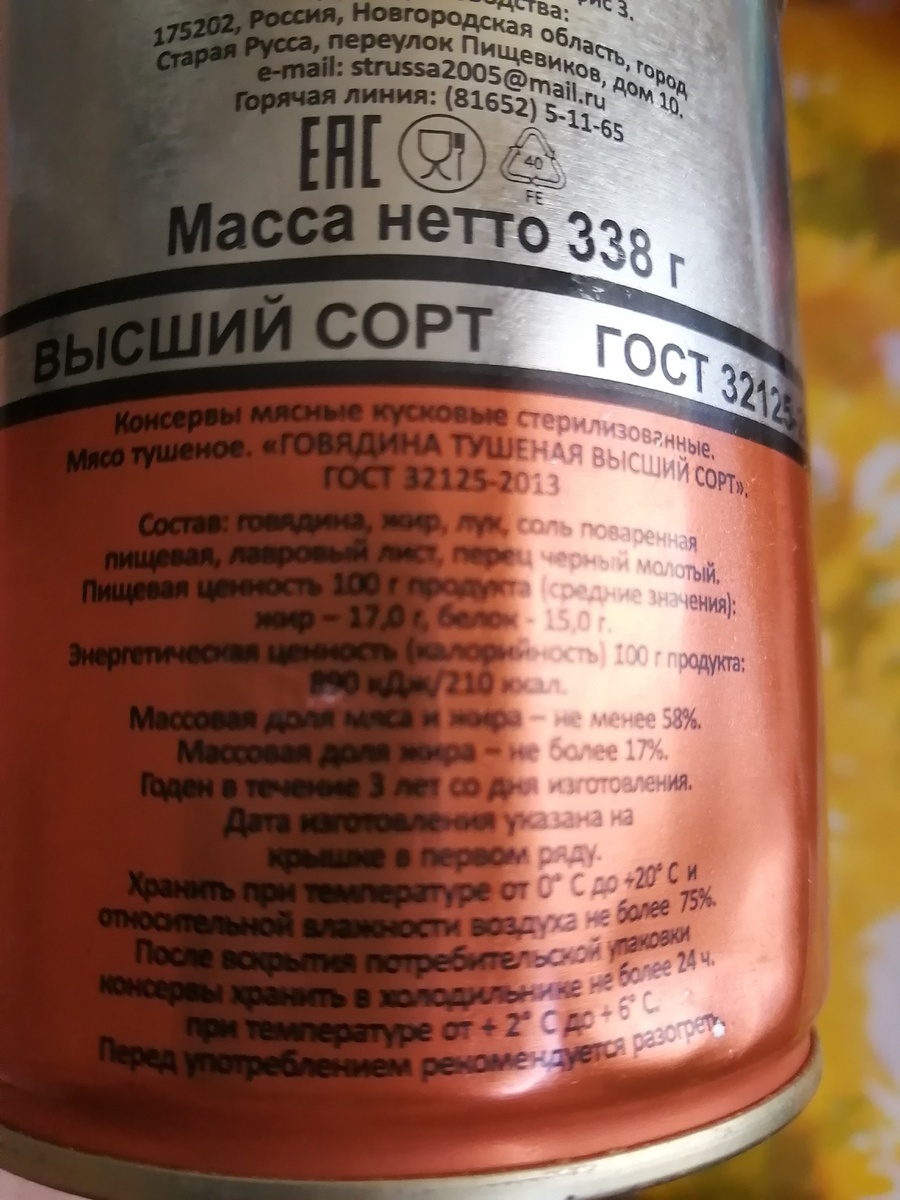 рис 3.
175202, Россия, Новгородская область, город
Старая Русса, переулок Пищевиков, дом 10.
e-mail: strussa2005@mail.ru
Горячая линия: (81652) 5-11-65
ЕАС
40
FE
Масса нетто 338 г
ВЫСШИЙ СОРТ ГОСТ 32125-
Консервы мясные кусковые стерилизованные.
Мясо тушеное. «ГОВЯДИНА ТУШЕНАЯ ВЫСШИЙ СОРТ».
ГОСТ 32125-2013
Состав: говядина, жир, лук, соль поваренная
пищевая, лавровый лист, перец черный молотый.
Пищевая ценность 100 г продукта (средние значения):
жир – 17,0 г, белок - 15,0 г.
Энергетическая ценность (калорийность) 100 г продукта:
890 кДж/210 ккал.
Массовая доля мяса и жира – не менее 58%.
Массовая доля жира – не более 17%.
Годен в течение 3 лет со дня изготовления.
Дата изготовления указана на
крышке в первом ряду.
Хранить при температуре от 0° С до +20° С и
относительной влажности воздуха не более 75%.
После вскрытия потребительской упаковки
консервы хранить в холодильнике не более 24 ч.
при температуре от + 2° С до + 6° С.
Перед употреблением рекомендуется разогреть.